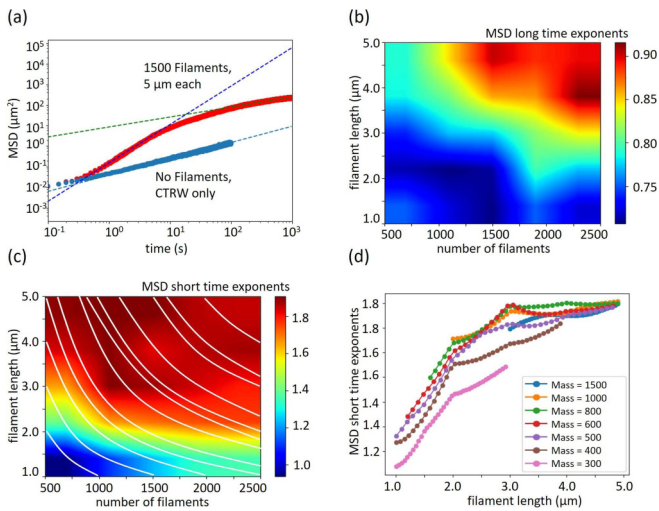 (a)
10⁵
10⁴
10³
10²
10¹
10⁰
10⁻¹
10⁻²
10⁻³
MSD (μm²)
1500 Filaments,
5 μm each
No Filaments,
CTRW only
10⁻¹ 10⁰ 10¹ 10² 10³
time (s)
(b)
MSD long time exponents
5.0
4.0
3.0
2.0
1.0
filament length (μm)
500 1000 1500 2000 2500
number of filaments
0.90
0.85
0.80
0.75
(c)
MSD short time exponents
5.0
4.0
3.0
2.0
1.0
filament length (μm)
500 1000 1500 2000 2500
number of filaments
1.8
1.6
1.4
1.2
1.0
(d)
1.8
1.8
1.6
1.4
1.2
MSD short time exponents
Mass = 1500
Mass = 1000
Mass = 800
Mass = 600
Mass = 500
Mass = 400
Mass = 300
1.0 2.0 3.0 4.0 5.0
filament length (μm)